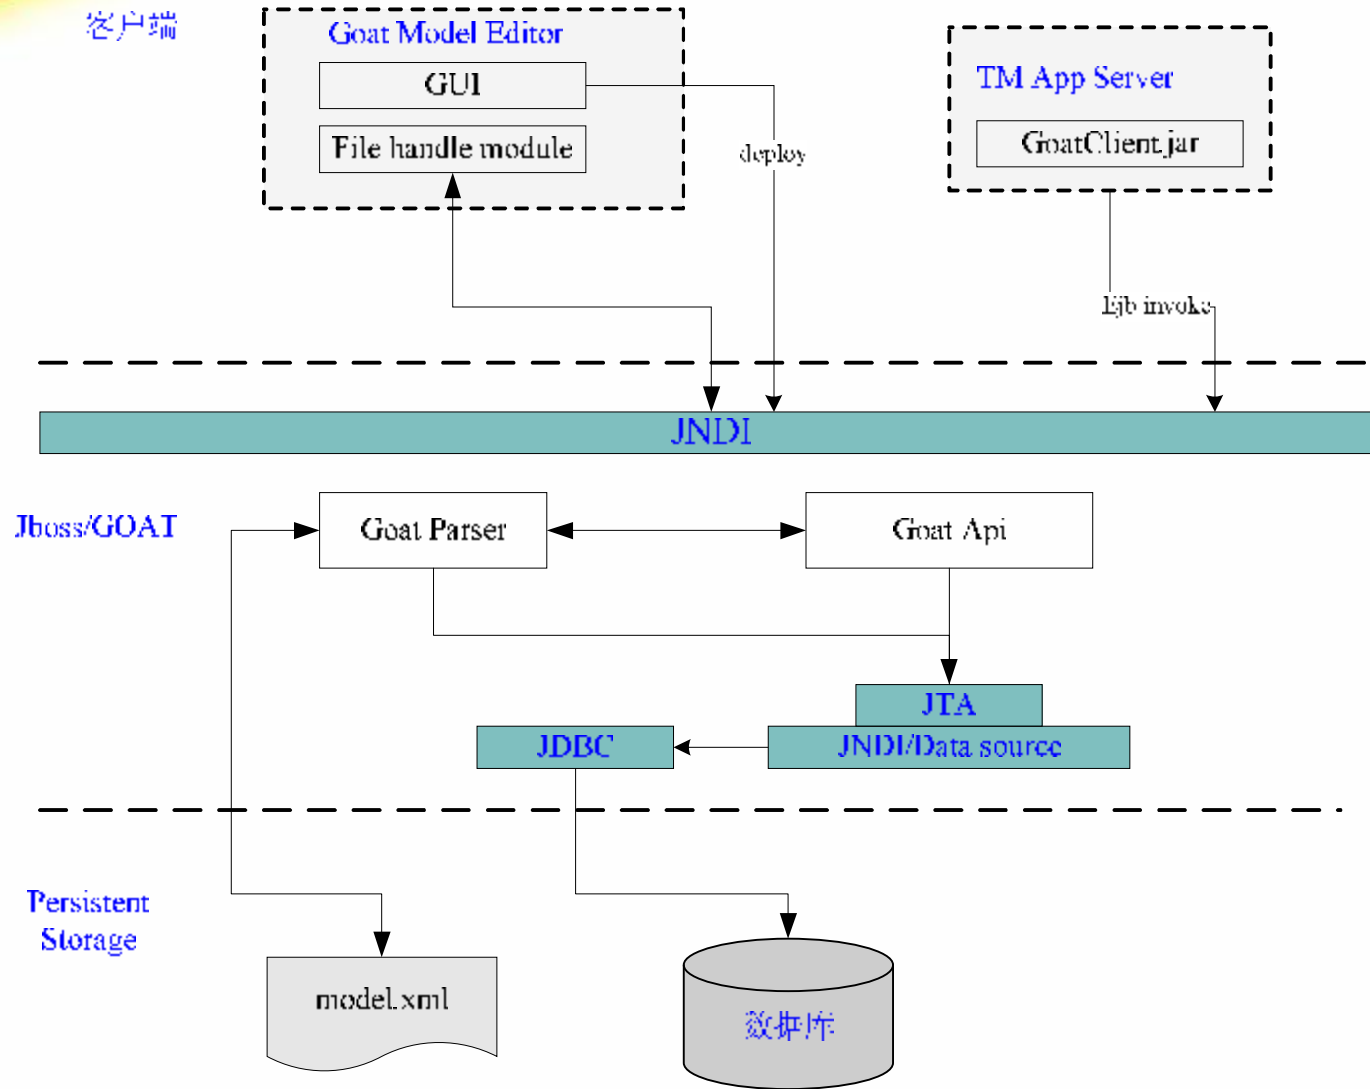 客户端
Goat Model Editor
GUI
File handle module
deploy
TM App Server
GoatClient.jar
Ejb invoke
JNDI
Jboss/GOAT
Goat Parser
Goat Api
JTA
JDBC
JNDI/Data source
Persistent
Storage
model.xml
数据库